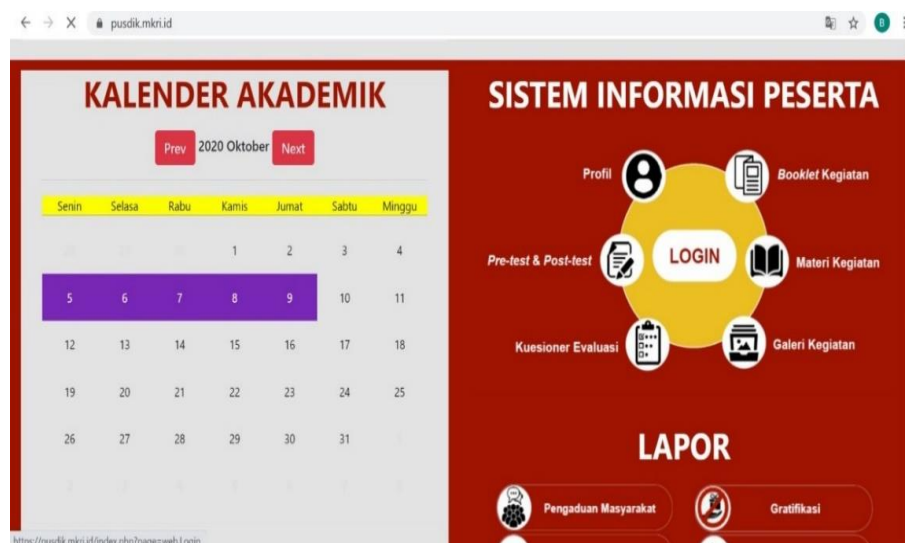 pusdik.mkri.id
B
KALENDER AKADEMIK
Prev 2020 Oktober Next
Senin Selasa Rabu Kamis Jumat Sabtu Minggu
1 2 3 4
5 6 7 8 9 10 11
12 13 14 15 16 17 18
19 20 21 22 23 24 25
26 27 28 29 30 31
SISTEM INFORMASI PESERTA
Profil
Booklet Kegiatan
Pre-test & Post-test
LOGIN
Materi Kegiatan
Kuesioner Evaluasi
Galeri Kegiatan
LAPOR
Pengaduan Masyarakat
Gratifikasi
https://pusdik.mkri.id/index.php?page=web.Login